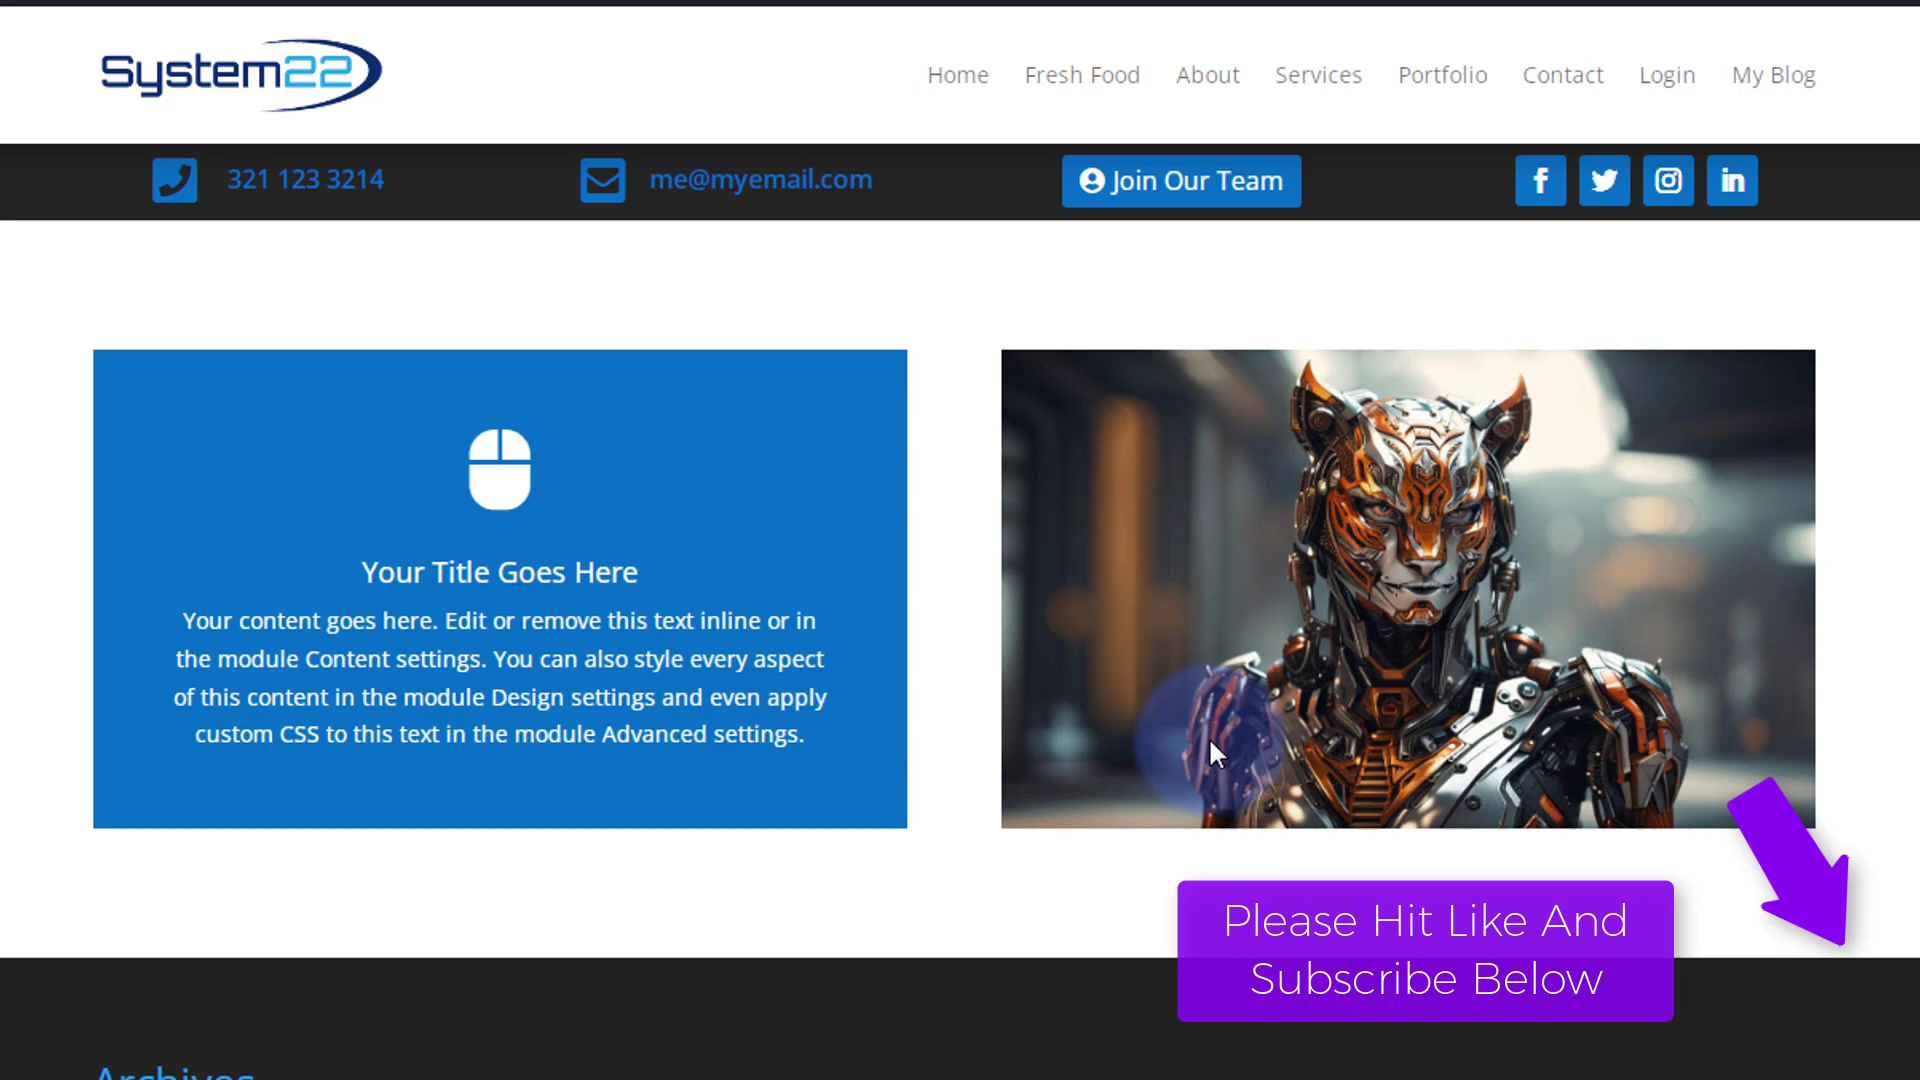 System22
Home Fresh Food About Services Portfolio Contact Login My Blog
321 123 3214 me@myemail.com Join Our Team
Your Title Goes Here
Your content goes here. Edit or remove this text inline or in
the module Content settings. You can also style every aspect
of this content in the module Design settings and even apply
custom CSS to this text in the module Advanced settings.
Please Hit Like And
Subscribe Below
Archives